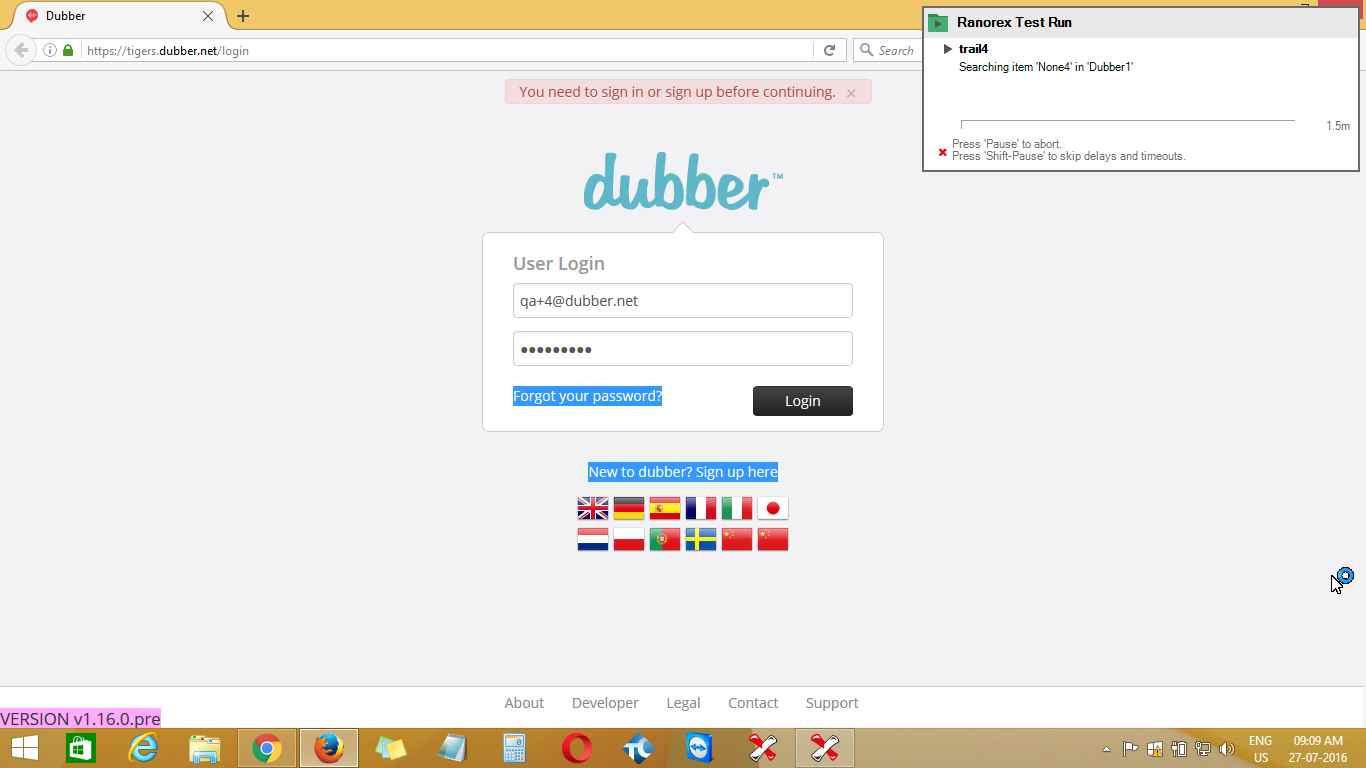 Dubber
https://tigers.dubber.net/login
Search
Ranorex Test Run
trail4
Searching item 'None4' in 'Dubber1'
1.5m
Press 'Pause' to abort.
Press 'Shift-Pause' to skip delays and timeouts.
You need to sign in or sign up before continuing. ×
dubber™
User Login
qa+4@dubber.net
•••••••••
Forgot your password?
Login
New to dubber? Sign up here
About Developer Legal Contact Support
VERSION v1.16.0.pre
ENG 09:09 AM
US 27-07-2016